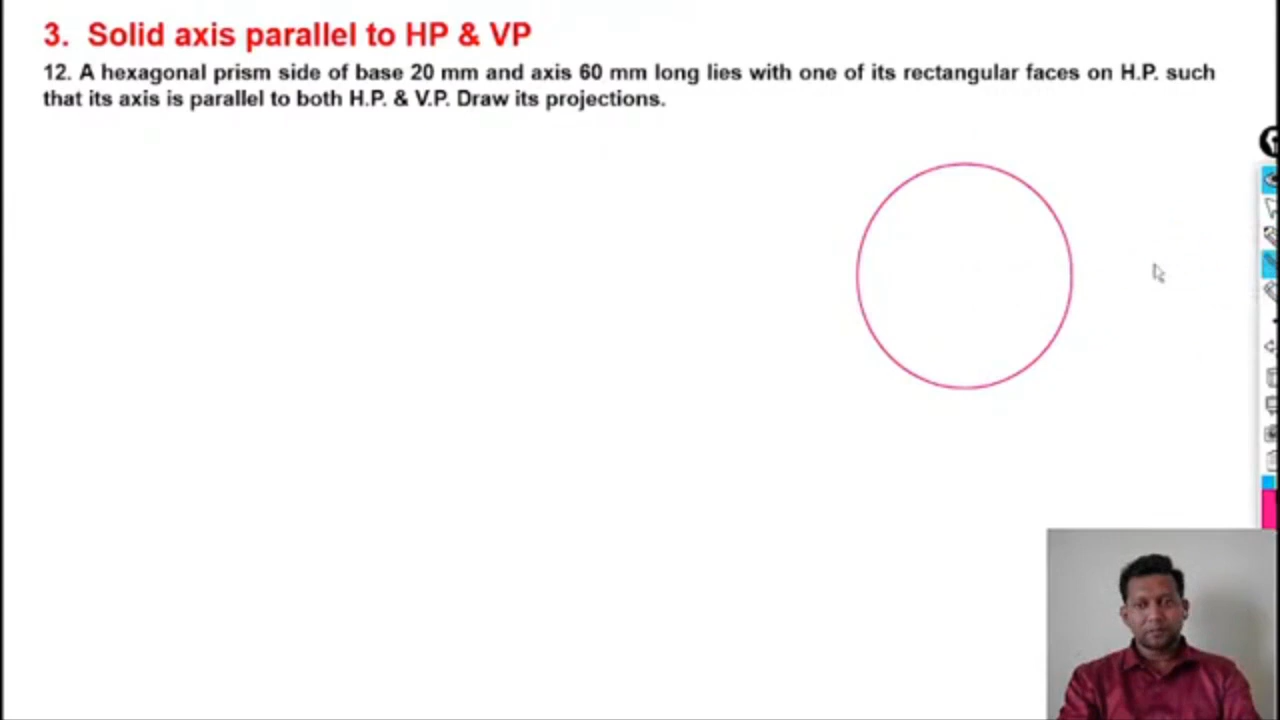 3. Solid axis parallel to HP & VP
12. A hexagonal prism side of base 20 mm and axis 60 mm long lies with one of its rectangular faces on H.P. such
that its axis is parallel to both H.P. & V.P. Draw its projections.